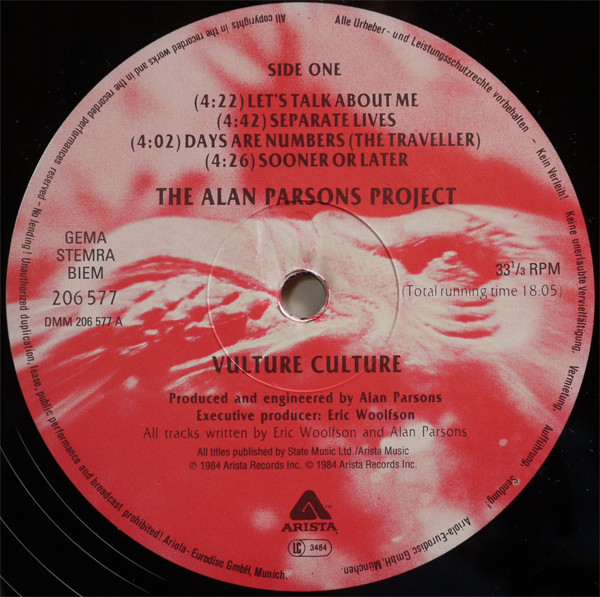 SIDE ONE
(4:22) LET'S TALK ABOUT ME
(4:42) SEPARATE LIVES
(4:02) DAYS ARE NUMBERS (THE TRAVELLER)
(4:26) SOONER OR LATER
THE ALAN PARSONS PROJECT
GEMA
STEMRA
BIEM
206 577
DMM 206 577 A
33 1/3 RPM
(Total running time 18:05)
VULTURE CULTURE
Produced and engineered by Alan Parsons
Executive producer: Eric Woolfson
All tracks written by Eric Woolfson and Alan Parsons
All titles published by State Music Ltd./Arista Music
℗ 1984 Arista Records Inc. © 1984 Arista Records Inc.
ARISTA™
LC 3484
All copyrights in the recorded works and in the recorded performances reserved - No lending! Unauthorized duplication, lease, public performance and broadcast prohibited! Ariola - Eurodisc GmbH, Munich.
Alle Urheber - und Leistungsschutzrechte vorbehalten - Kein Verleih! Keine unerlaubte Vervielfältigung, Vermietung, Aufführung, Sendung! Ariola-Eurodisc GmbH, München.